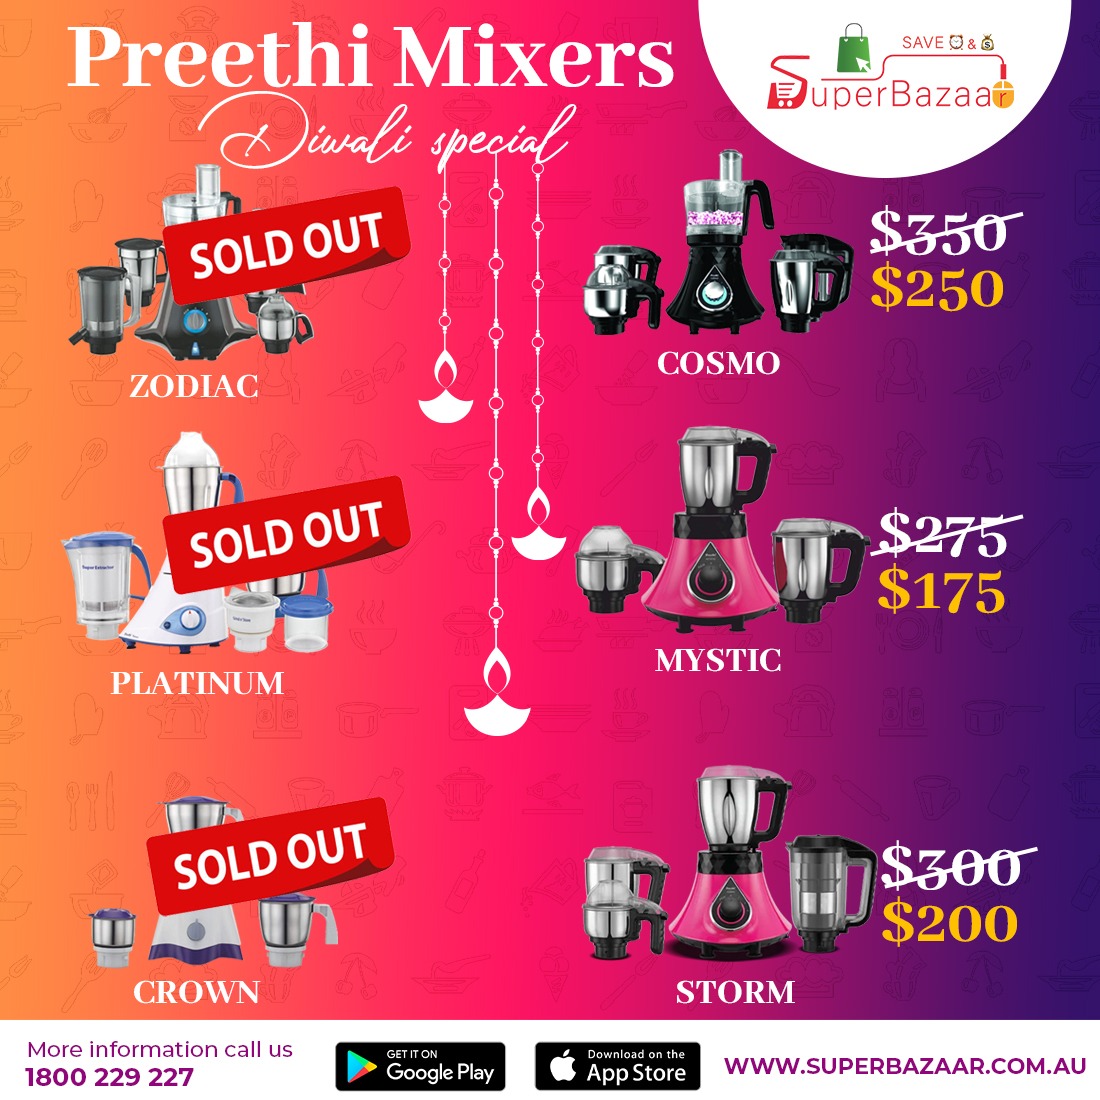 Preethi Mixers
Diwali special
SAVE &
SuperBazaar
SOLD OUT
ZODIAC
COSMO
$350
$250
SOLD OUT
PLATINUM
MYSTIC
$275
$175
SOLD OUT
CROWN
STORM
$300
$200
More information call us
1800 229 227
GET IT ON
Google Play
Download on the
App Store
WWW.SUPERBAZAAR.COM.AU